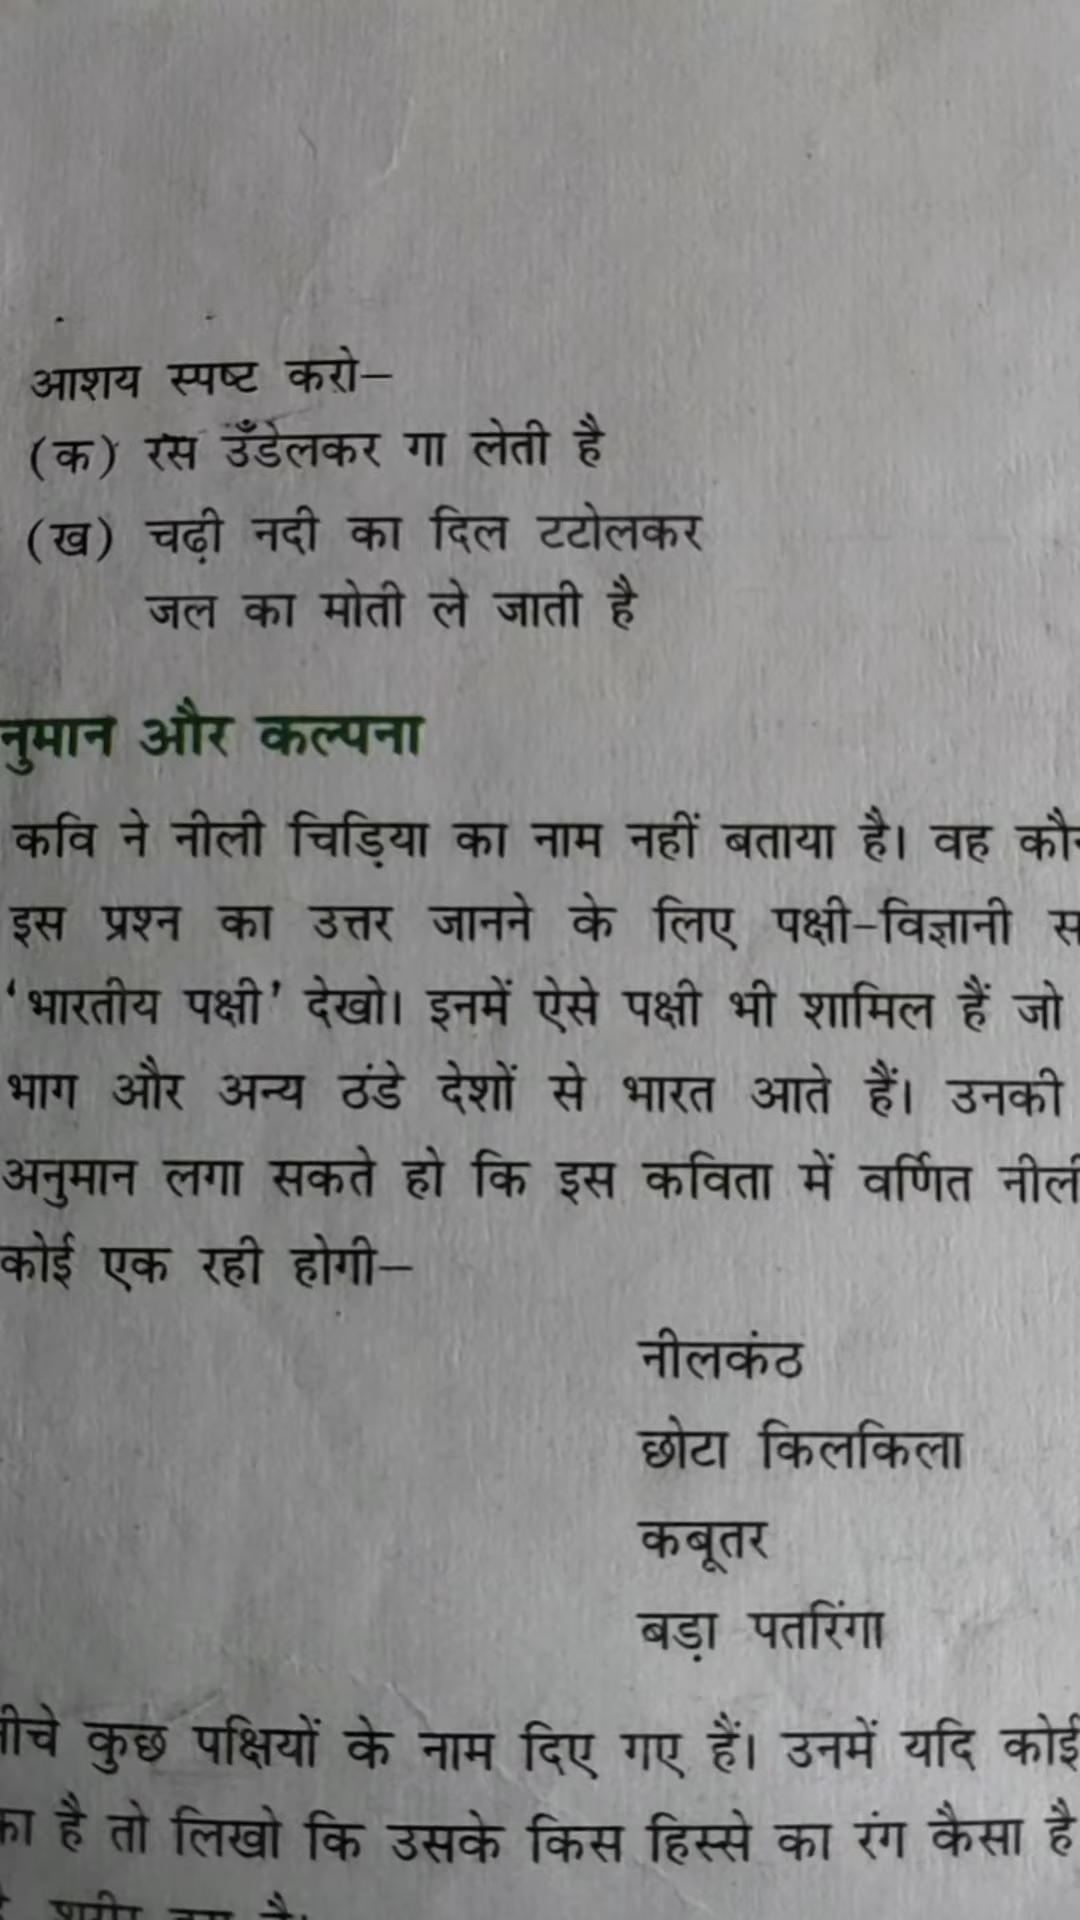 आशय स्पष्ट करो–
(क) रस उँडेलकर गा लेती है
(ख) चढ़ी नदी का दिल टटोलकर
जल का मोती ले जाती है
नुमान और कल्पना
कवि ने नीली चिड़िया का नाम नहीं बताया है। वह कौ
इस प्रश्न का उत्तर जानने के लिए पक्षी-विज्ञानी स
‘भारतीय पक्षी’ देखो। इनमें ऐसे पक्षी भी शामिल हैं जो
भाग और अन्य ठंडे देशों से भारत आते हैं। उनकी
अनुमान लगा सकते हो कि इस कविता में वर्णित नीली
कोई एक रही होगी–
नीलकंठ
छोटा किलकिला
कबूतर
बड़ा पतरिंगा
नीचे कुछ पक्षियों के नाम दिए गए हैं। उनमें यदि कोई
का है तो लिखो कि उसके किस हिस्से का रंग कैसा है